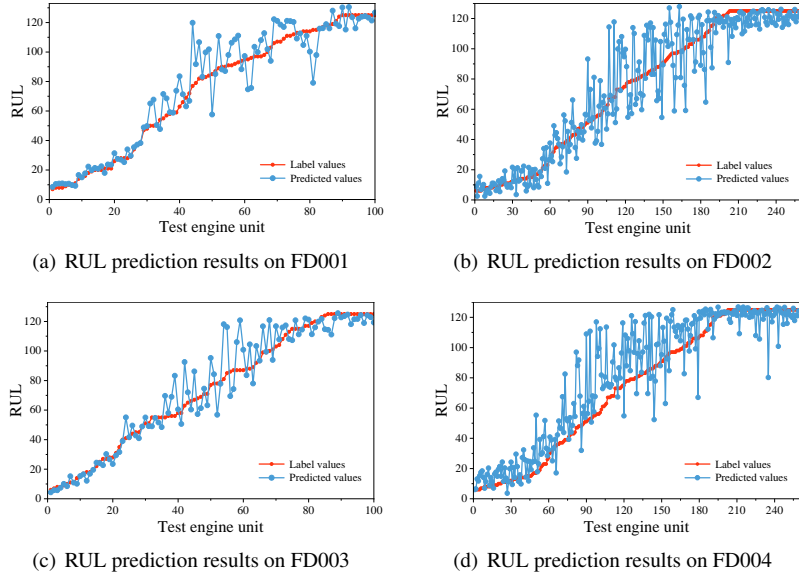 120
100
80
60
40
20
0
RUL
Label values
Predicted values
0 20 40 60 80 100
Test engine unit
(a) RUL prediction results on FD001
120
100
80
60
40
20
0
RUL
Label values
Predicted values
0 30 60 90 120 150 180 210 240
Test engine unit
(b) RUL prediction results on FD002
120
100
80
60
40
20
0
RUL
Label values
Predicted values
0 20 40 60 80 100
Test engine unit
(c) RUL prediction results on FD003
120
100
80
60
40
20
0
RUL
Label values
Predicted values
0 30 60 90 120 150 180 210 240
Test engine unit
(d) RUL prediction results on FD004